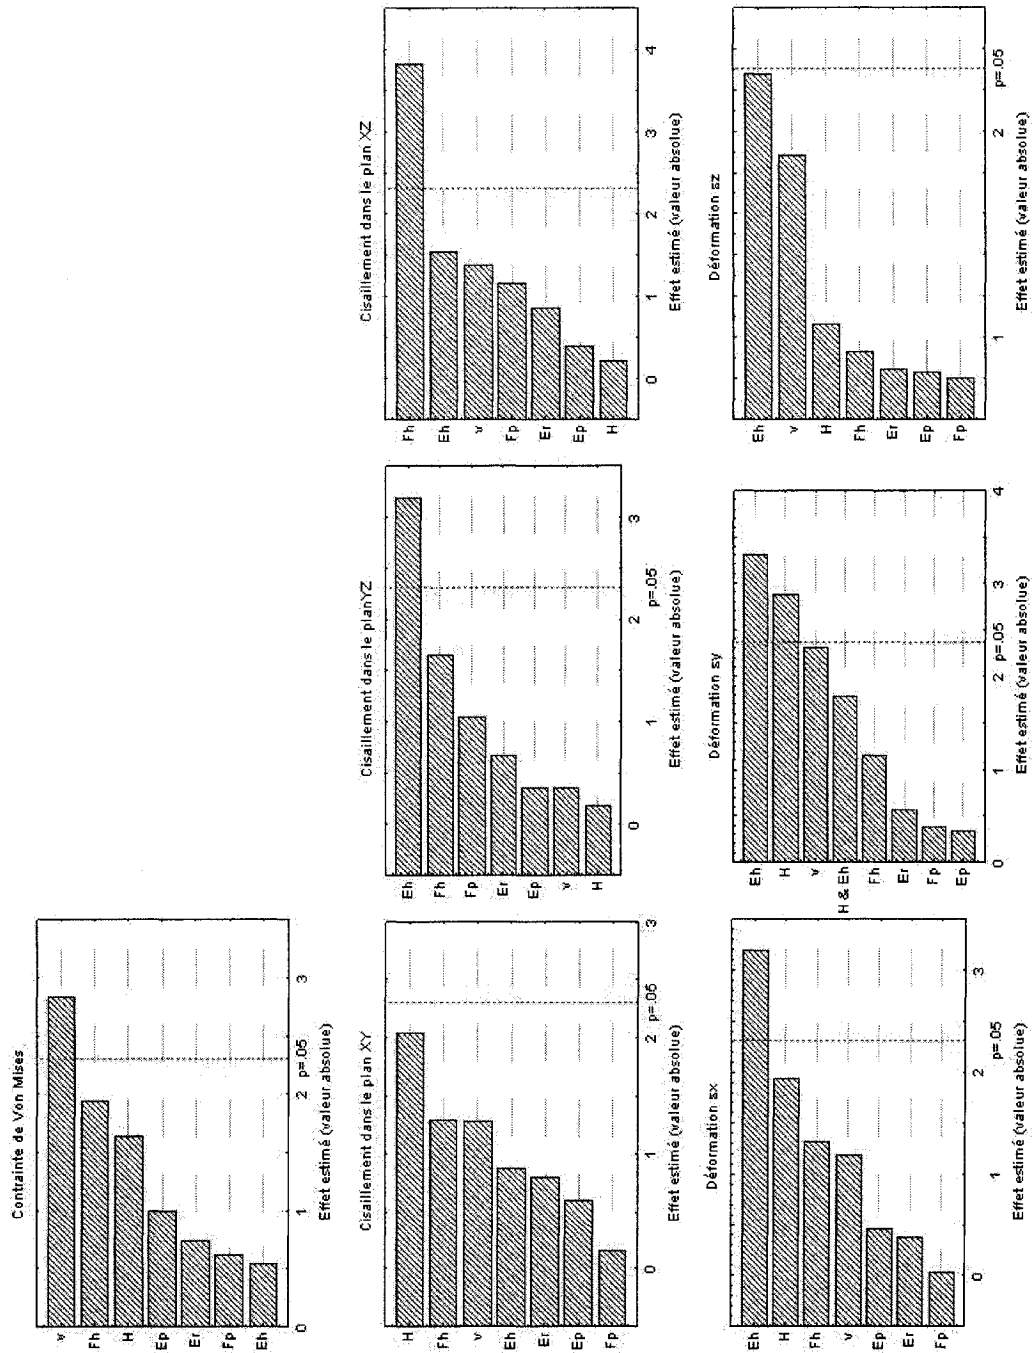 Contrainte de Von Mises
v
Fh
H
Ep
Er
Fp
Eh
0
1
2
p=.05
3
Effet estimé (valeur absolue)
Cisaillement dans le plan XY
H
Fh
v
Eh
Er
Ep
Fp
0
1
2
p=.05
3
Effet estimé (valeur absolue)
Cisaillement dans le plan YZ
Eh
Fh
Fp
Er
Ep
v
H
0
1
2
p=.05
3
Effet estimé (valeur absolue)
Cisaillement dans le plan XZ
Fh
Eh
v
Fp
Er
Ep
H
0
1
2
3
4
Effet estimé (valeur absolue)
Déformation εx
Eh
H
Fh
v
Ep
Er
Fp
0
1
2
p=.05
3
Effet estimé (valeur absolue)
Déformation εy
Eh
H
v
H & Eh
Fh
Er
Fp
Ep
0
1
2
p=.05
3
4
Effet estimé (valeur absolue)
Déformation εz
Eh
v
H
Fh
Er
Ep
Fp
1
2
p=.05
Effet estimé (valeur absolue)